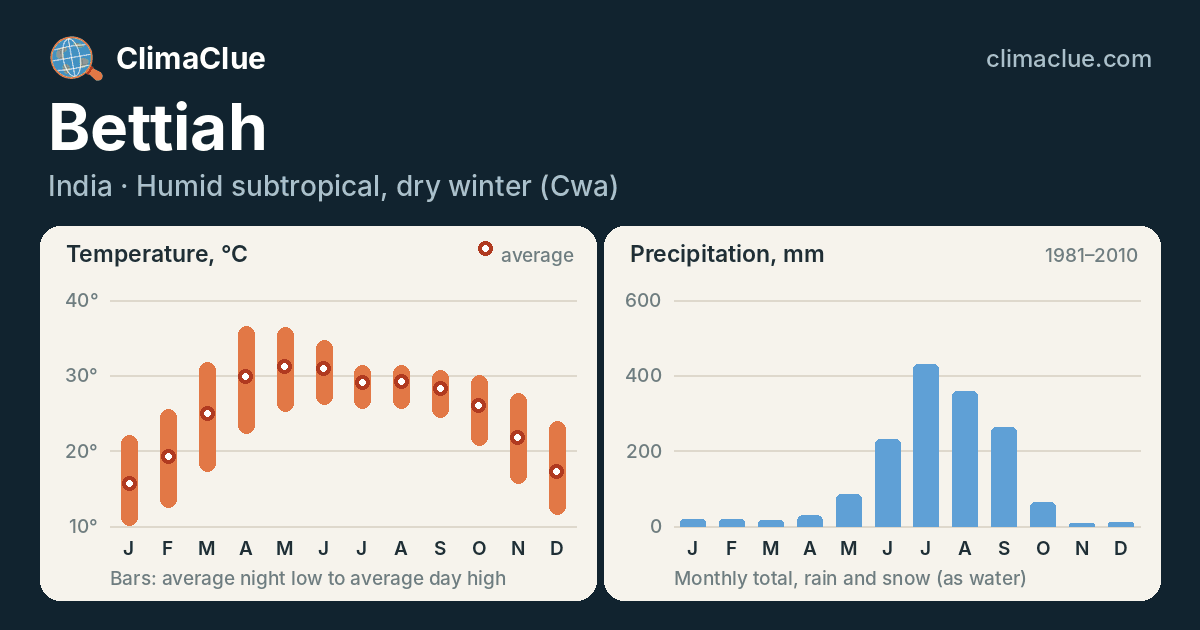 ClimaClue
climaclue.com
Bettiah
India · Humid subtropical, dry winter (Cwa)
Temperature, °C
average
40°
30°
20°
10°
J F M A M J J A S O N D
Bars: average night low to average day high
Precipitation, mm
1981–2010
600
400
200
0
J F M A M J J A S O N D
Monthly total, rain and snow (as water)